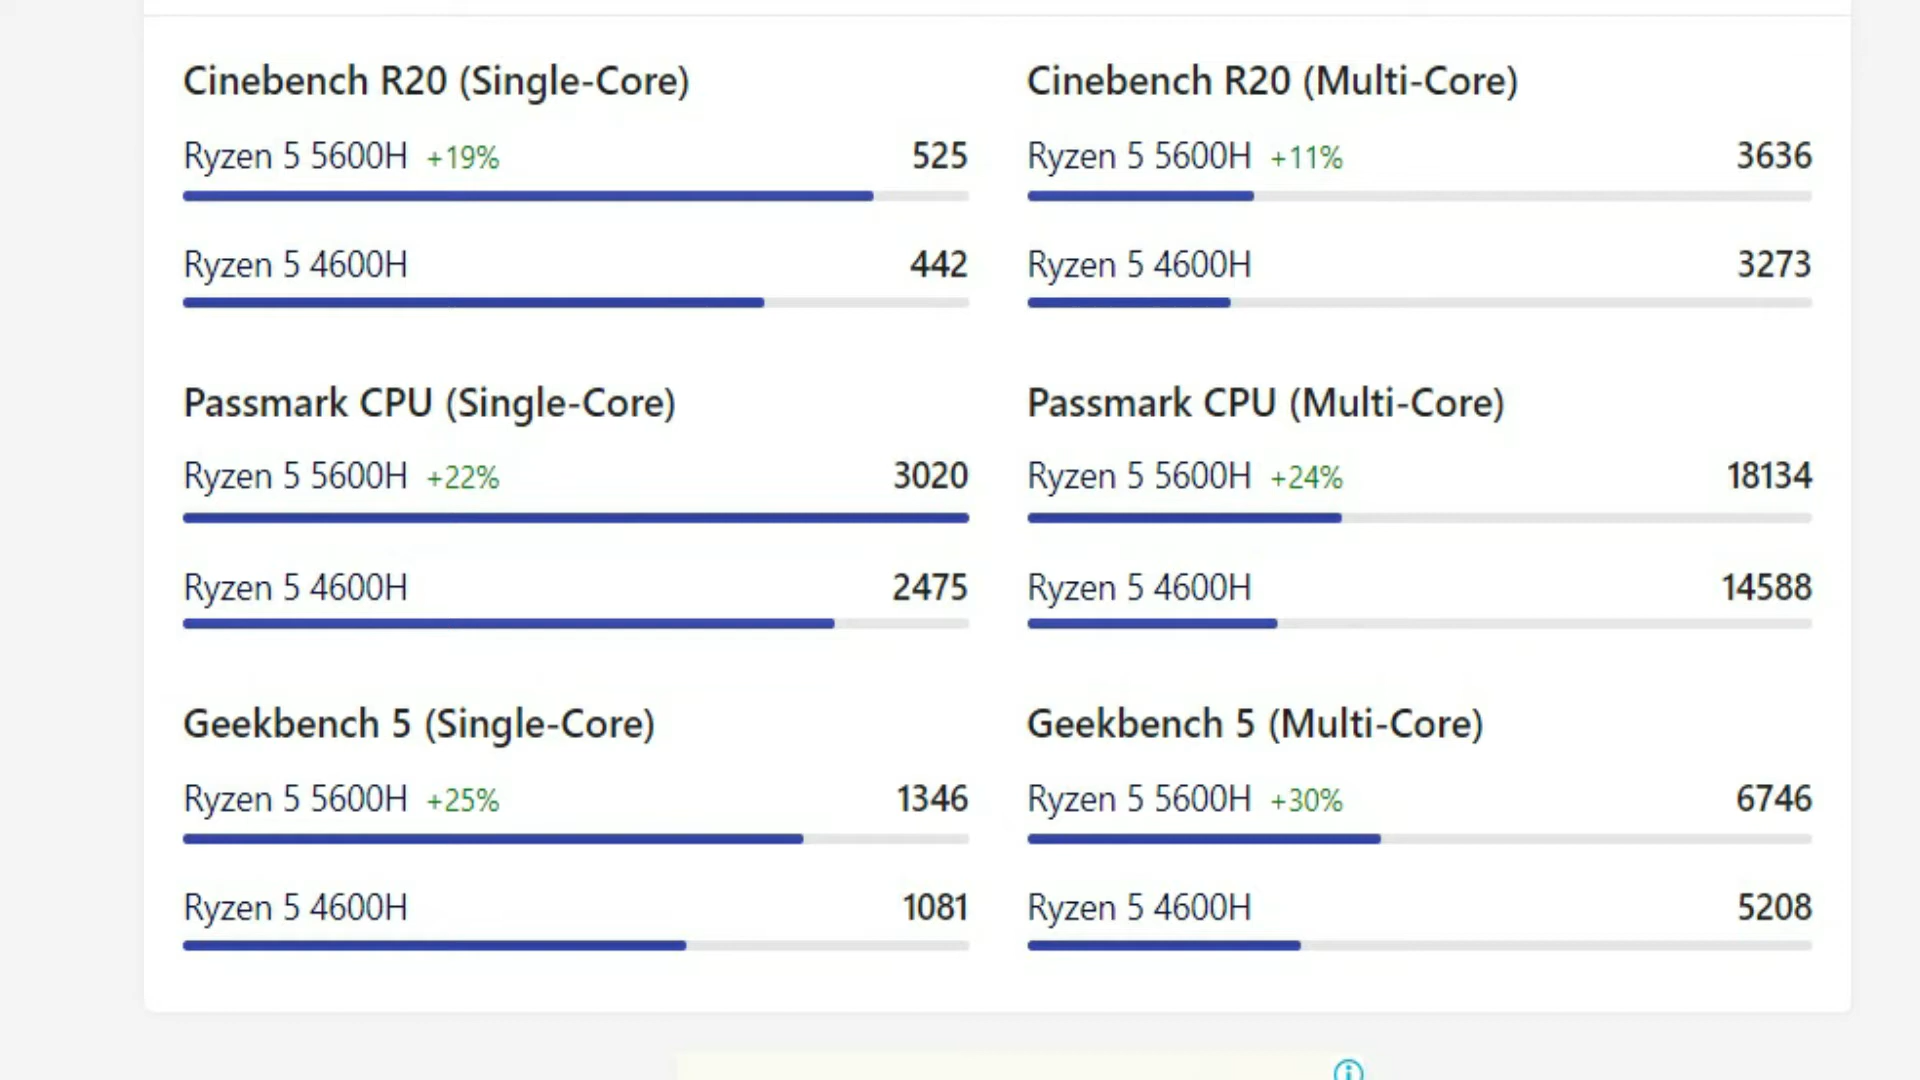 Cinebench R20 (Single-Core)
Ryzen 5 5600H +19% 525
Ryzen 5 4600H 442
Cinebench R20 (Multi-Core)
Ryzen 5 5600H +11% 3636
Ryzen 5 4600H 3273
Passmark CPU (Single-Core)
Ryzen 5 5600H +22% 3020
Ryzen 5 4600H 2475
Passmark CPU (Multi-Core)
Ryzen 5 5600H +24% 18134
Ryzen 5 4600H 14588
Geekbench 5 (Single-Core)
Ryzen 5 5600H +25% 1346
Ryzen 5 4600H 1081
Geekbench 5 (Multi-Core)
Ryzen 5 5600H +30% 6746
Ryzen 5 4600H 5208